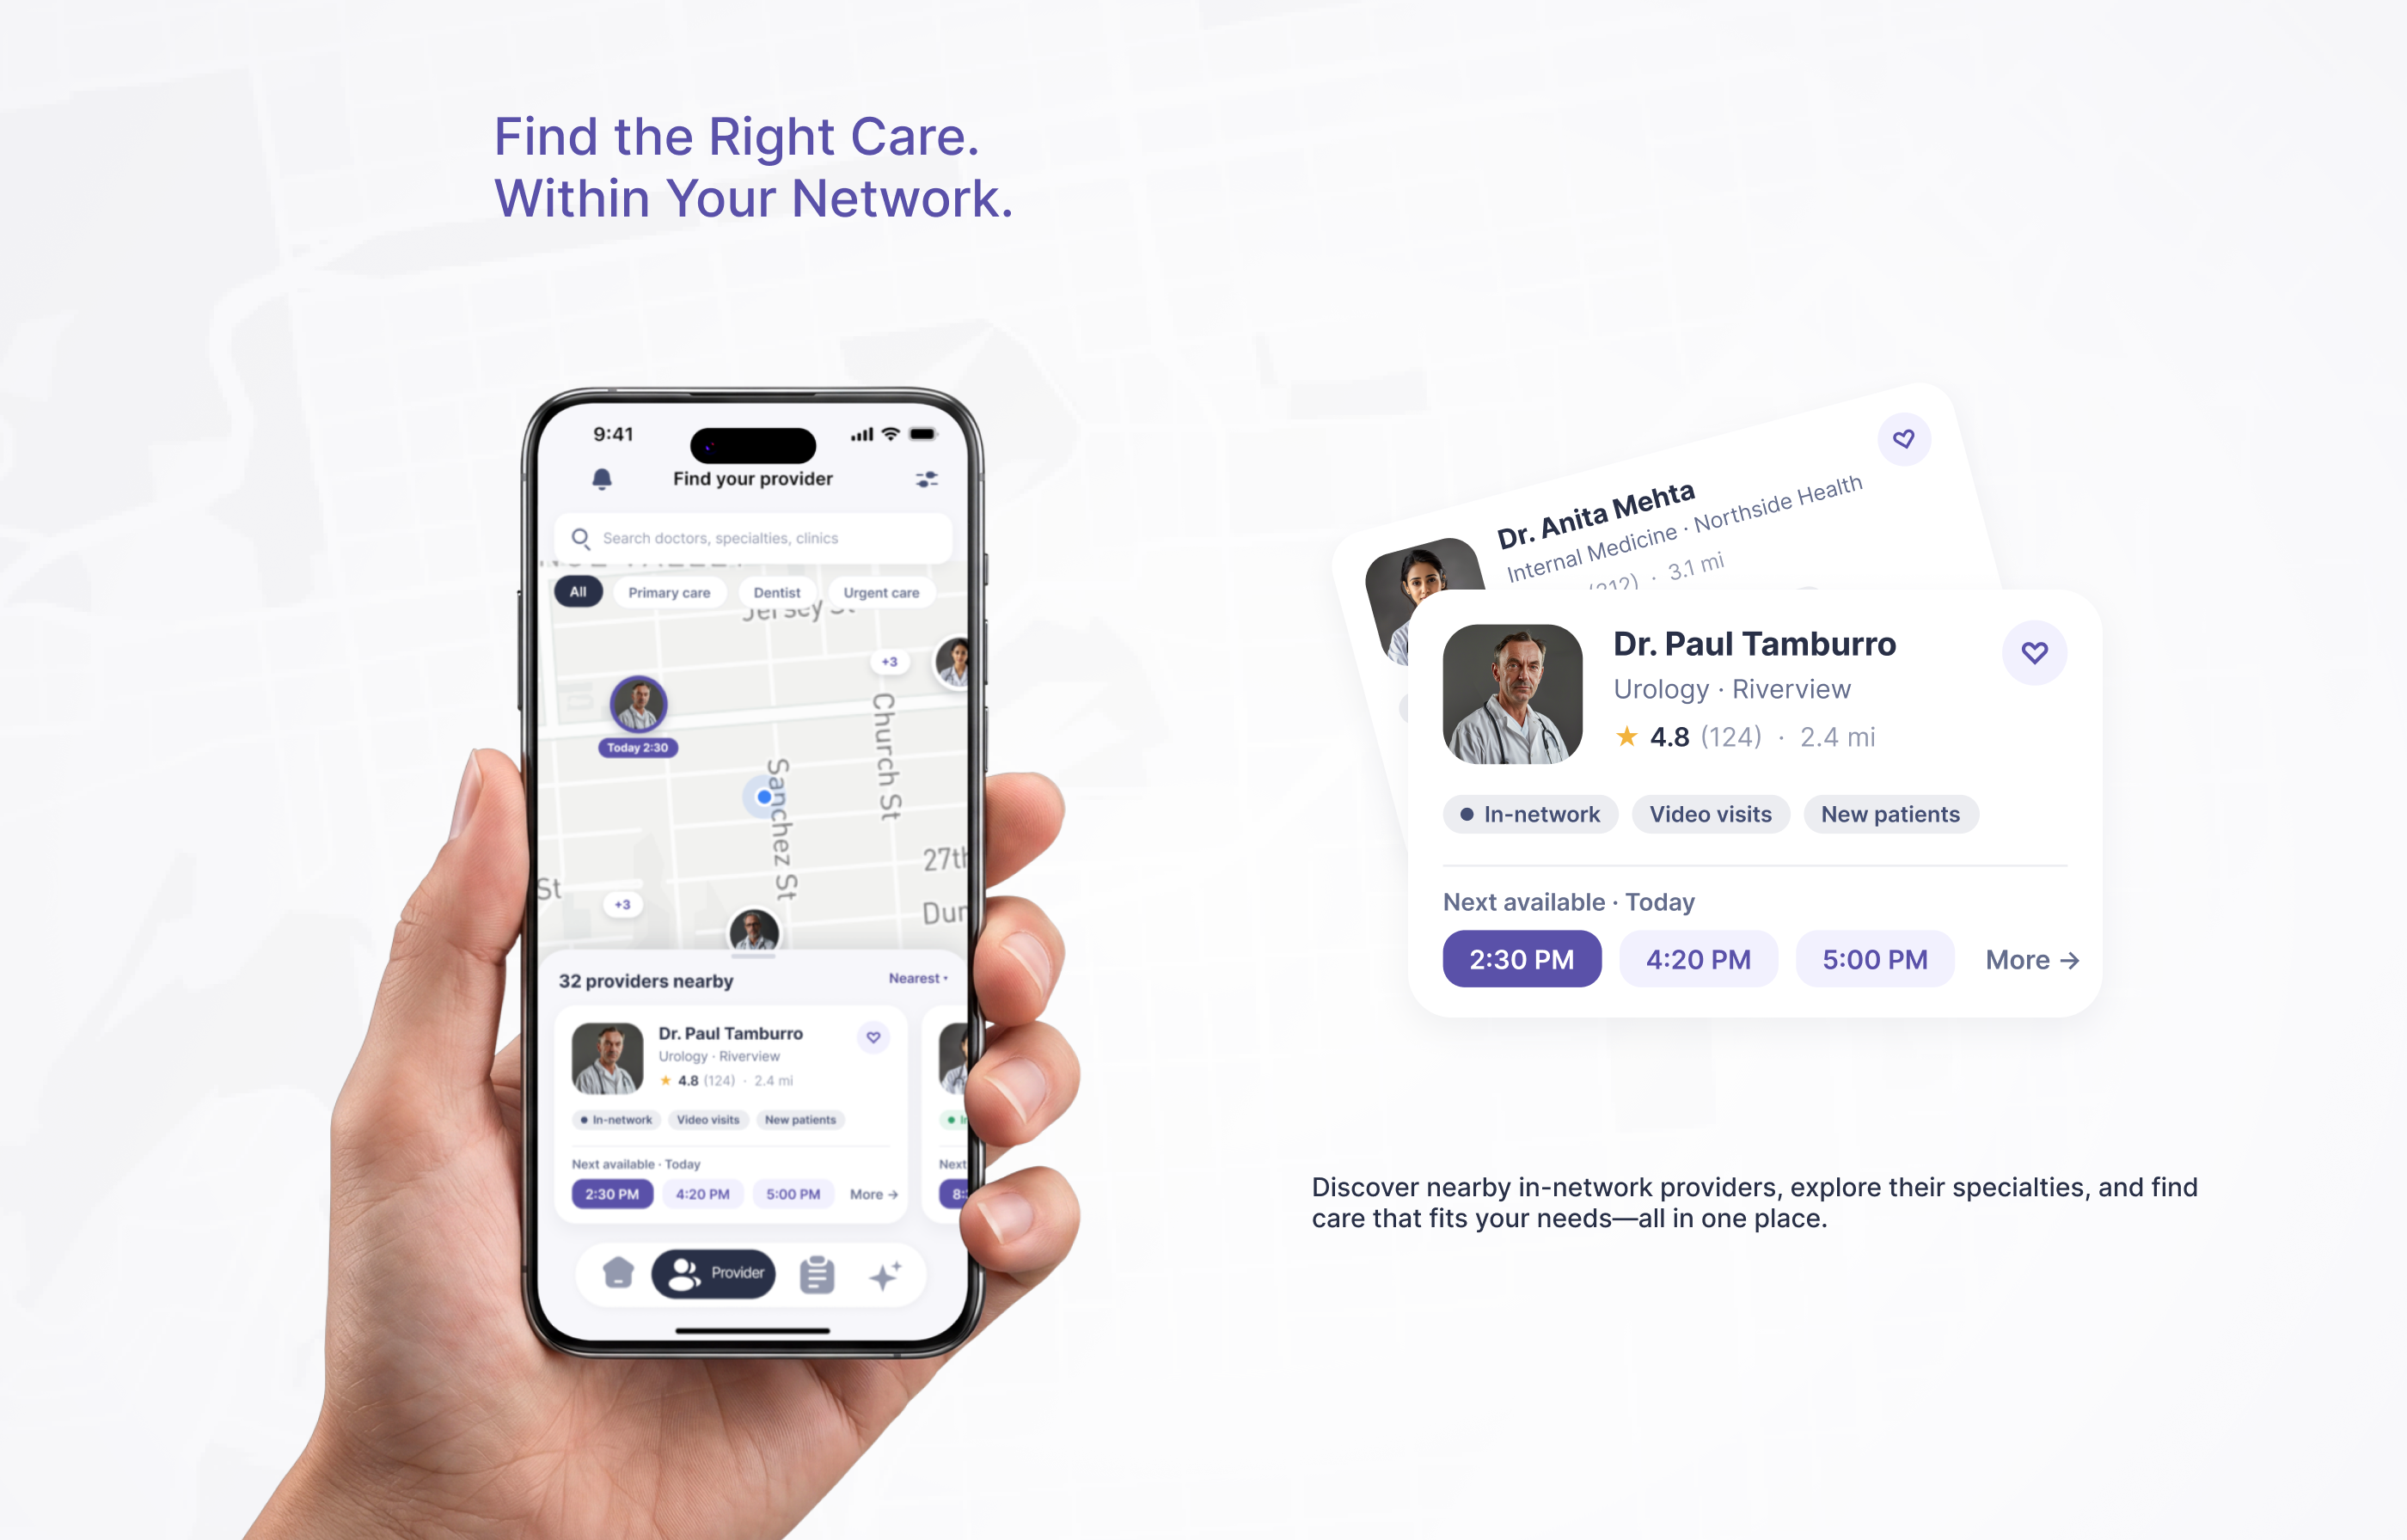 Find the Right Care.
Within Your Network.
9:41
Find your provider
Search doctors, specialties, clinics
All
Primary care
Dentist
Urgent care
Jersey St
+3
Today 2:30
Church St
Sanchez St
27th
St
+3
32 providers nearby
Nearest
Dr. Paul Tamburro
Urology · Riverview
★ 4.8 (124) · 2.4 mi
In-network
Video visits
New patients
Next available · Today
Next
2:30 PM
4:20 PM
5:00 PM
More →
Provider
Dr. Anita Mehta
Internal Medicine · Northside Health
(212) · 3.1 mi
Dr. Paul Tamburro
Urology · Riverview
★ 4.8 (124) · 2.4 mi
In-network
Video visits
New patients
Next available · Today
2:30 PM
4:20 PM
5:00 PM
More →
Discover nearby in-network providers, explore their specialties, and find
care that fits your needs—all in one place.